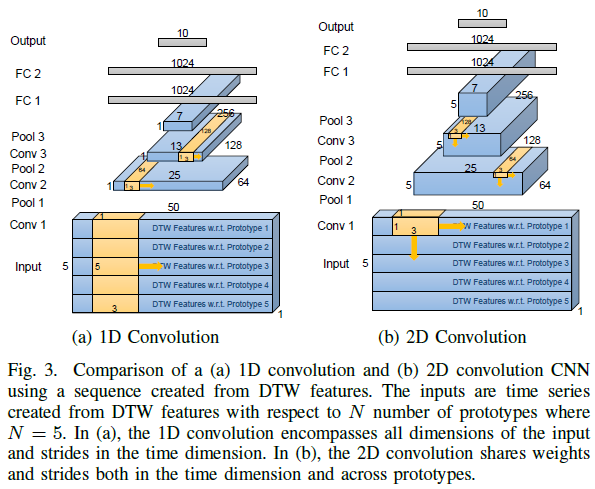 Output
10
1024
FC 2
1024
FC 1
7
256
1
128
Pool 3
13
128
Conv 3
1
1 3
Pool 2
64
25
Conv 2
1
1 3
64
Pool 1
50
Conv 1
1
DTW Features w.r.t. Prototype 1
DTW Features w.r.t. Prototype 2
Input
5
5
DTW Features w.r.t. Prototype 3
DTW Features w.r.t. Prototype 4
3
DTW Features w.r.t. Prototype 5
1
(a) 1D Convolution
Output
10
1024
FC 2
1024
FC 1
7
256
5
Pool 3
128
3
13
Conv 3
5
128
Pool 2
64
25
Conv 2
5
3
64
Pool 1
50
1
Conv 1
1
3
w.r.t. Prototype 1
DTW Features w.r.t. Prototype 2
Input
5
DTW Features w.r.t. Prototype 3
DTW Features w.r.t. Prototype 4
DTW Features w.r.t. Prototype 5
1
(b) 2D Convolution
Fig. 3. Comparison of a (a) 1D convolution and (b) 2D convolution CNN
using a sequence created from DTW features. The inputs are time series
created from DTW features with respect to N number of prototypes where
N = 5. In (a), the 1D convolution encompasses all dimensions of the input
and strides in the time dimension. In (b), the 2D convolution shares weights
and strides both in the time dimension and across prototypes.